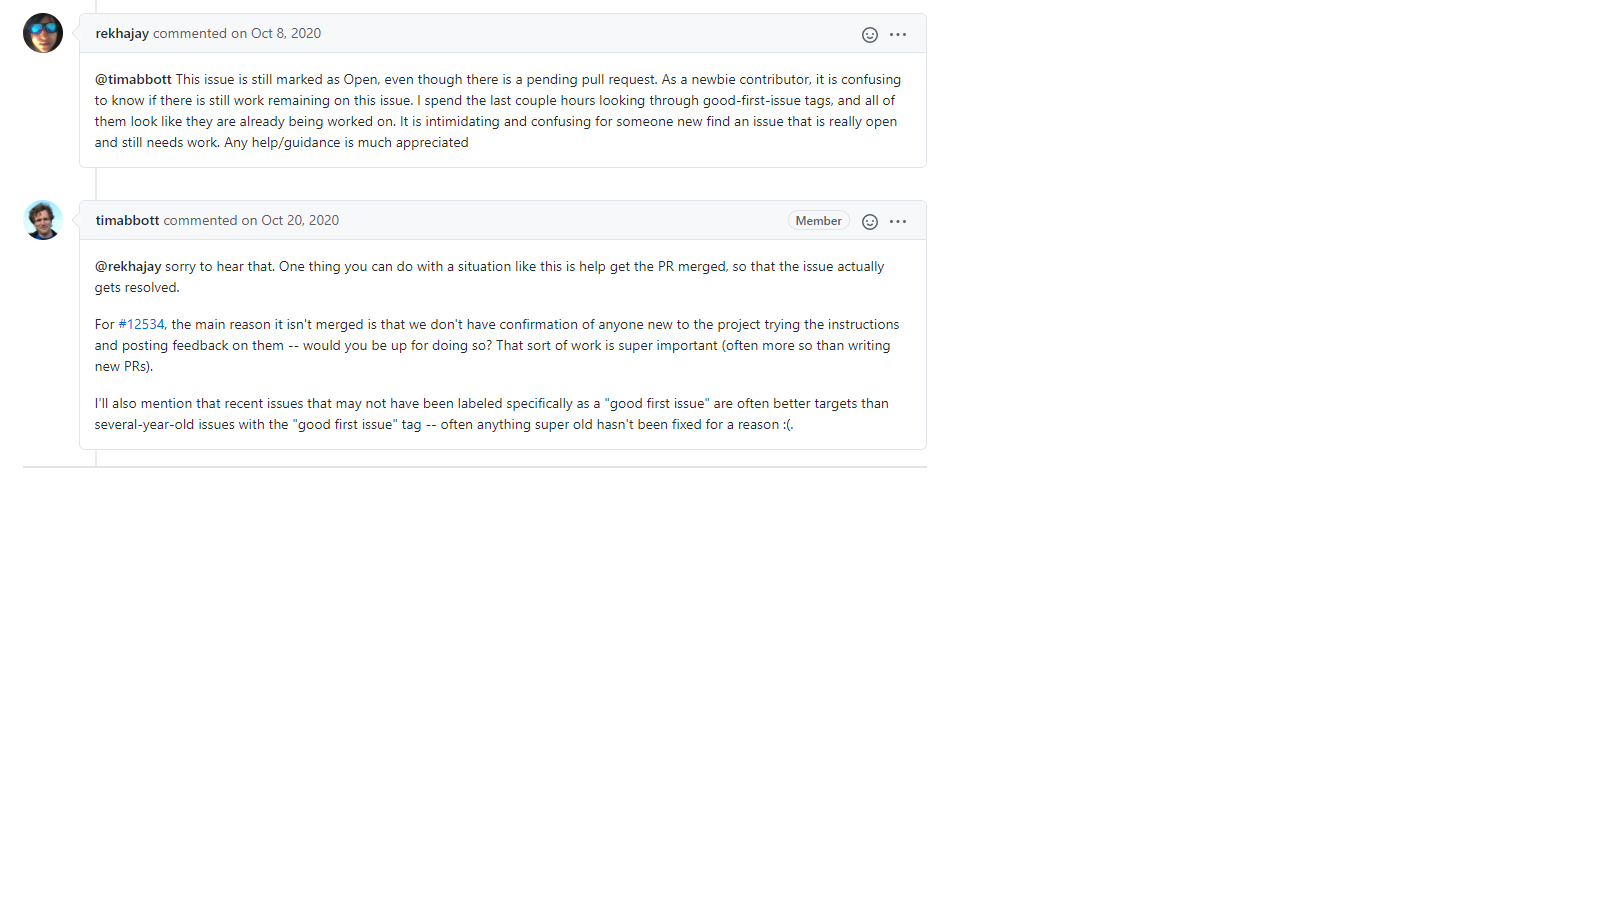 rekhajay commented on Oct 8, 2020
@timabbott This issue is still marked as Open, even though there is a pending pull request. As a newbie contributor, it is confusing
to know if there is still work remaining on this issue. I spend the last couple hours looking through good-first-issue tags, and all of
them look like they are already being worked on. It is intimidating and confusing for someone new find an issue that is really open
and still needs work. Any help/guidance is much appreciated
timabbott commented on Oct 20, 2020 Member
@rekhajay sorry to hear that. One thing you can do with a situation like this is help get the PR merged, so that the issue actually
gets resolved.
For #12534, the main reason it isn't merged is that we don't have confirmation of anyone new to the project trying the instructions
and posting feedback on them -- would you be up for doing so? That sort of work is super important (often more so than writing
new PRs).
I'll also mention that recent issues that may not have been labeled specifically as a "good first issue" are often better targets than
several-year-old issues with the "good first issue" tag -- often anything super old hasn't been fixed for a reason :(.